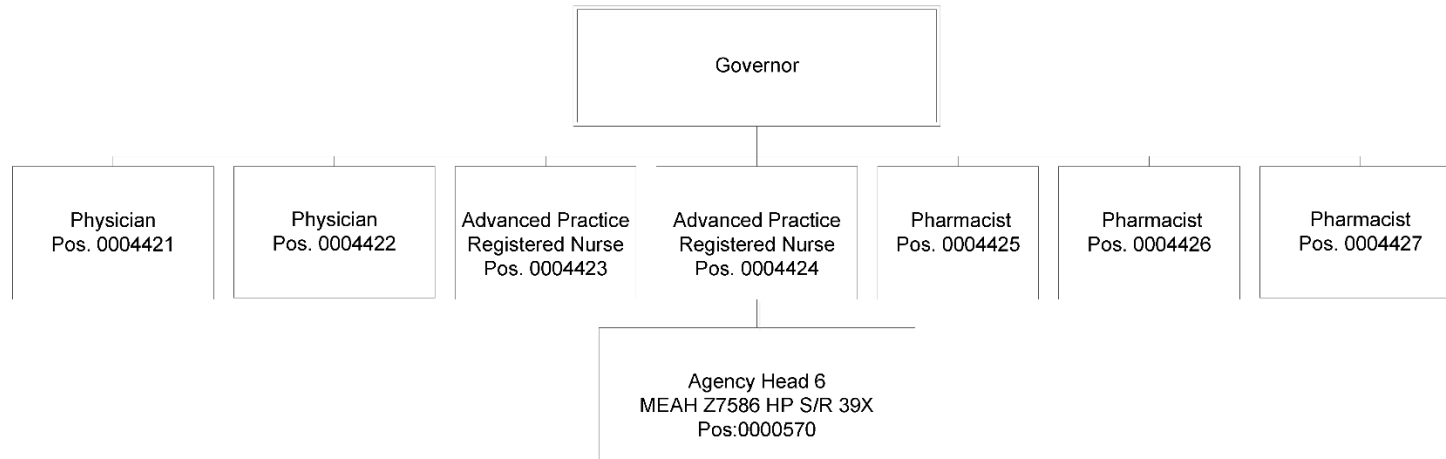 Governor
Physician
Pos. 0004421
Physician
Pos. 0004422
Advanced Practice
Registered Nurse
Pos. 0004423
Advanced Practice
Registered Nurse
Pos. 0004424
Pharmacist
Pos. 0004425
Pharmacist
Pos. 0004426
Pharmacist
Pos. 0004427
Agency Head 6
MEAH Z7586 HP S/R 39X
Pos:0000570